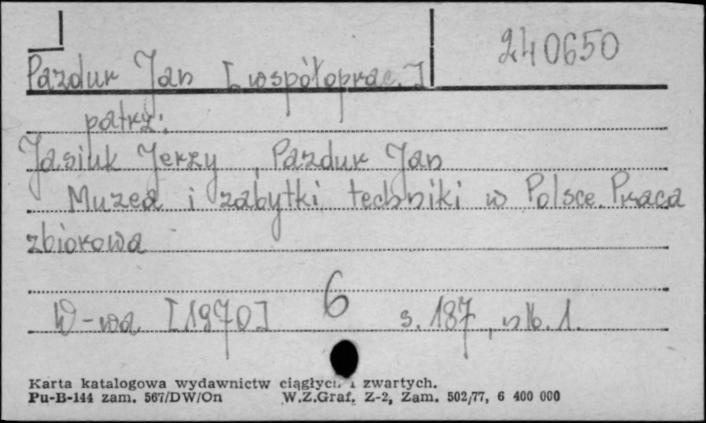 240650
Pazdur Jan [współoprac.]
patrz:
Jasiuk Jerzy, Pazdur Jan
Muzea i zabytki techniki w Polsce. Praca
zbiorowa
W-wa [1970] 6 s. 187, nlb. 1.
Karta katalogowa wydawnictw ciągłych i zwartych.
Pu-B-144 zam. 567/DW/On W.Z.Graf. Z-2, Zam. 502/77, 6 400 000